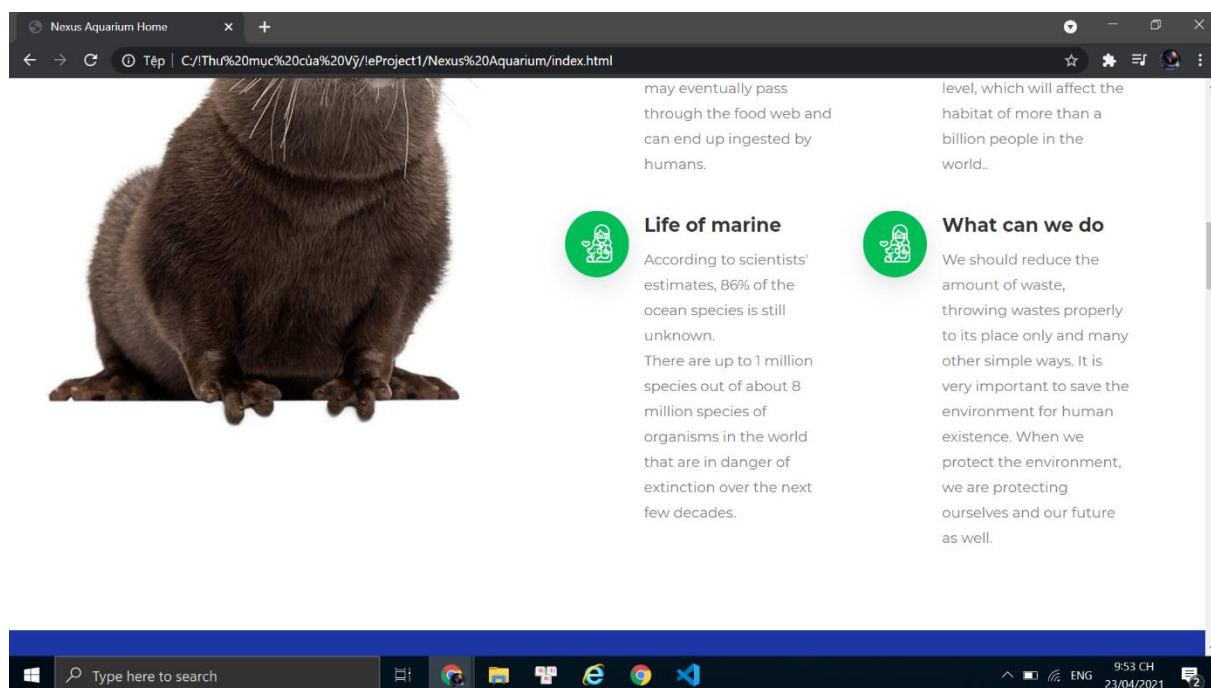 Nexus Aquarium Home
Tệp
C:/!Thư%20mục%20của%20Vỹ/!eProject1/Nexus%20Aquarium/index.html
may eventually pass
through the food web and
can end up ingested by
humans.
level, which will affect the
habitat of more than a
billion people in the
world..
Life of marine
According to scientists'
estimates, 86% of the
ocean species is still
unknown.
There are up to 1 million
species out of about 8
million species of
organisms in the world
that are in danger of
extinction over the next
few decades.
What can we do
We should reduce the
amount of waste,
throwing wastes properly
to its place only and many
other simple ways. It is
very important to save the
environment for human
existence. When we
protect the environment,
we are protecting
ourselves and our future
as well.
Type here to search
ENG
9:53 CH
23/04/2021
2